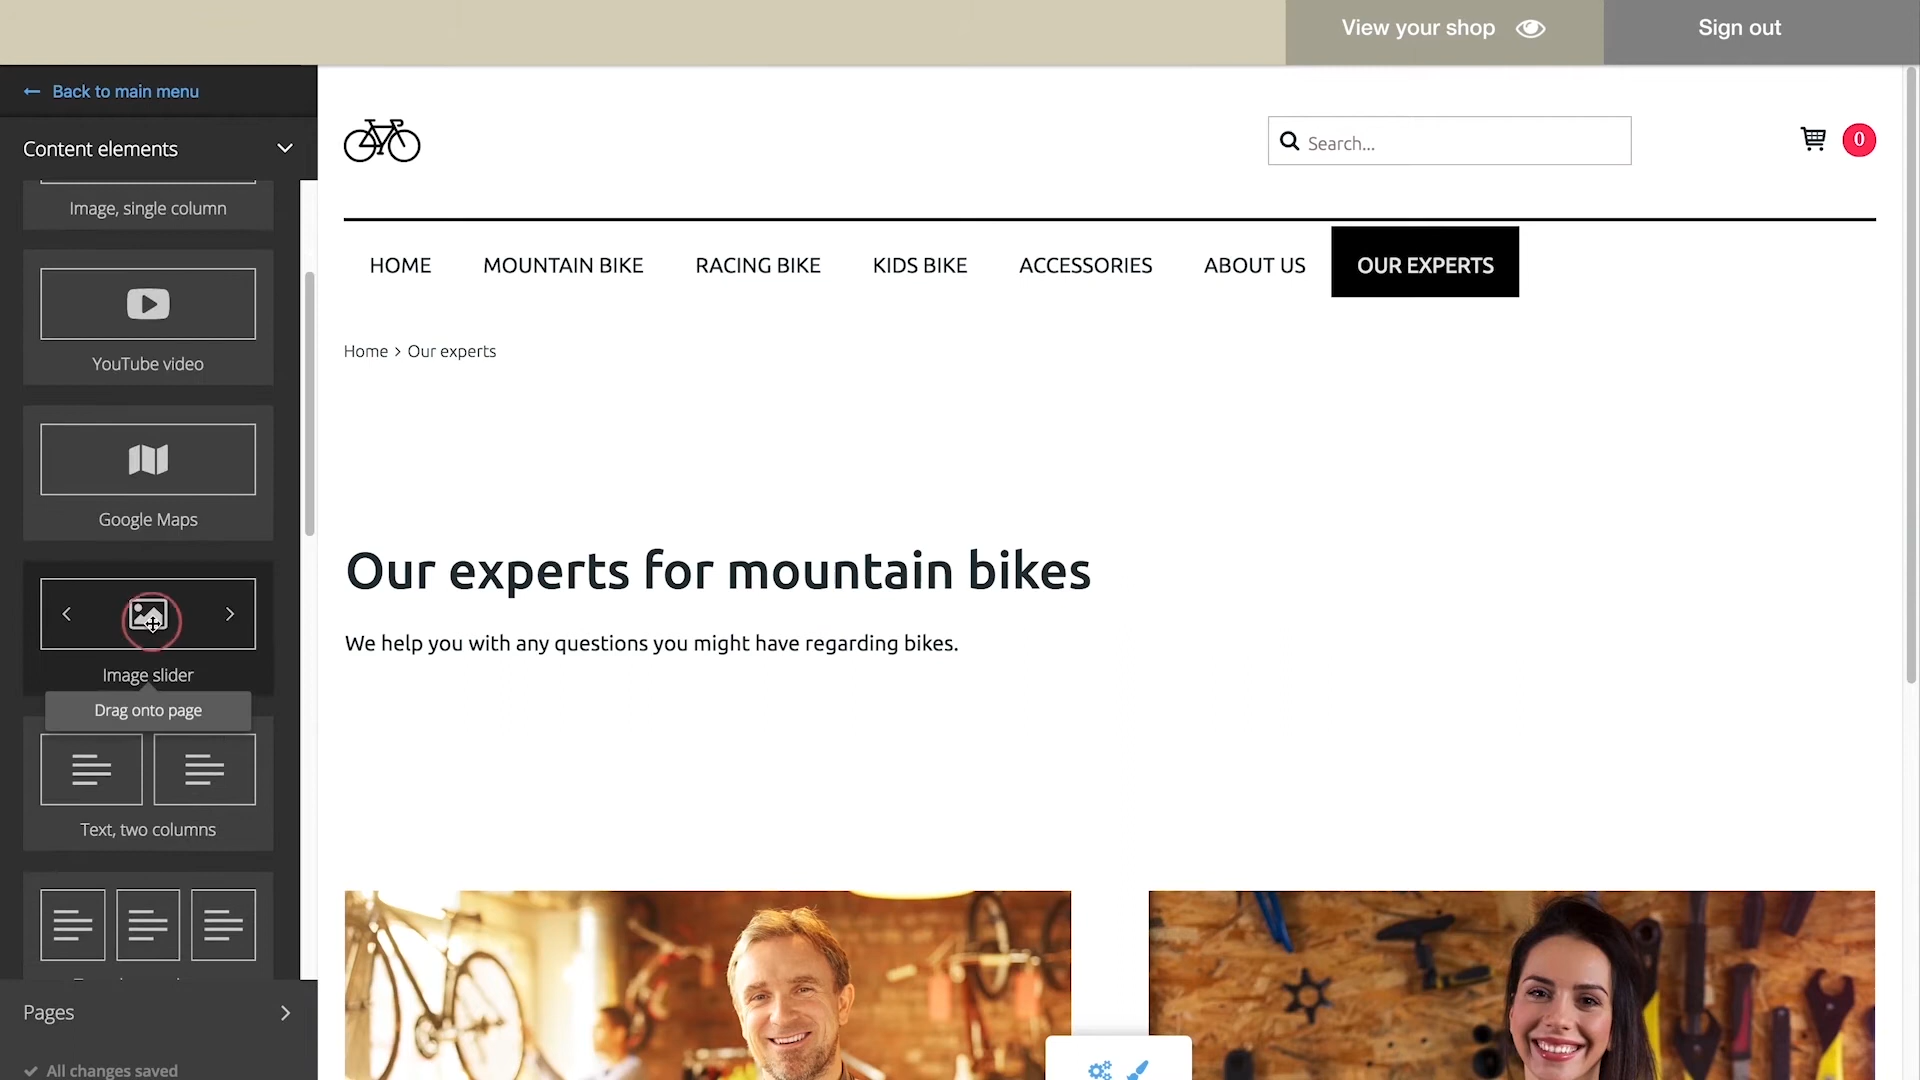 View your shop
Sign out
Back to main menu
Content elements
Image, single column
YouTube video
Google Maps
Image slider
Drag onto page
Text, two columns
Pages
All changes saved
Search...
0
HOME
MOUNTAIN BIKE
RACING BIKE
KIDS BIKE
ACCESSORIES
ABOUT US
OUR EXPERTS
Home › Our experts
Our experts for mountain bikes
We help you with any questions you might have regarding bikes.